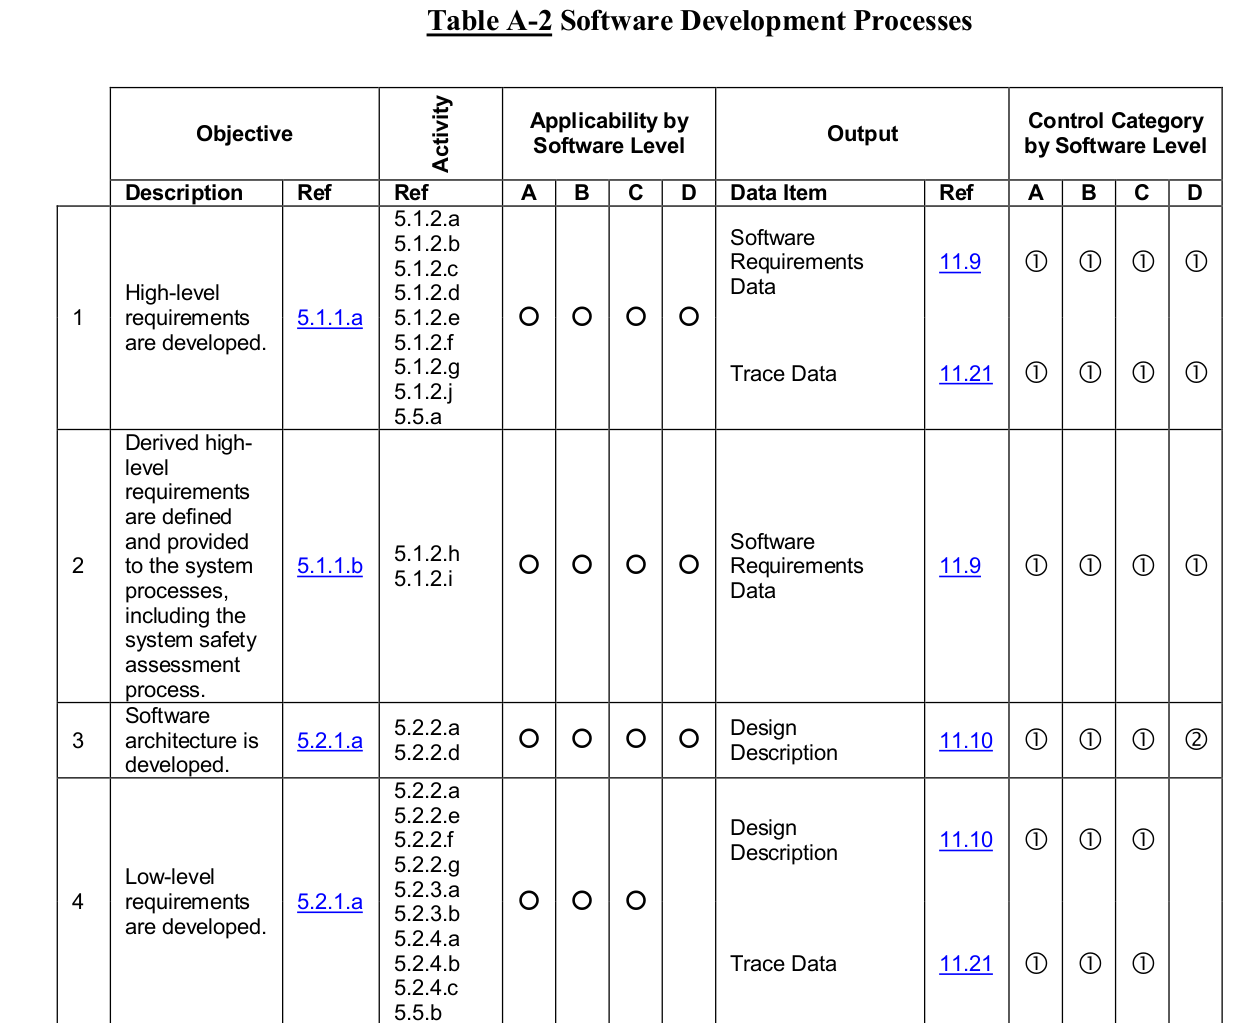 Table A-2 Software Development Processes
Objective
Activity
Applicability by
Software Level
Output
Control Category
by Software Level
Description Ref Ref A B C D Data Item Ref A B C D
1
High-level
requirements
are developed.
5.1.1.a
5.1.2.a
5.1.2.b
5.1.2.c
5.1.2.d
5.1.2.e
5.1.2.f
5.1.2.g
5.1.2.j
5.5.a
Software
Requirements
Data
11.9 ① ① ① ①
Trace Data 11.21 ① ① ① ①
2
Derived high-
level
requirements
are defined
and provided
to the system
processes,
including the
system safety
assessment
process.
5.1.1.b
5.1.2.h
5.1.2.i
Software
Requirements
Data
11.9 ① ① ① ①
3
Software
architecture is
developed.
5.2.1.a
5.2.2.a
5.2.2.d
Design
Description
11.10 ① ① ① ②
4
Low-level
requirements
are developed.
5.2.1.a
5.2.2.a
5.2.2.e
5.2.2.f
5.2.2.g
5.2.3.a
5.2.3.b
5.2.4.a
5.2.4.b
5.2.4.c
5.5.b
Design
Description
11.10 ① ① ①
Trace Data 11.21 ① ① ①